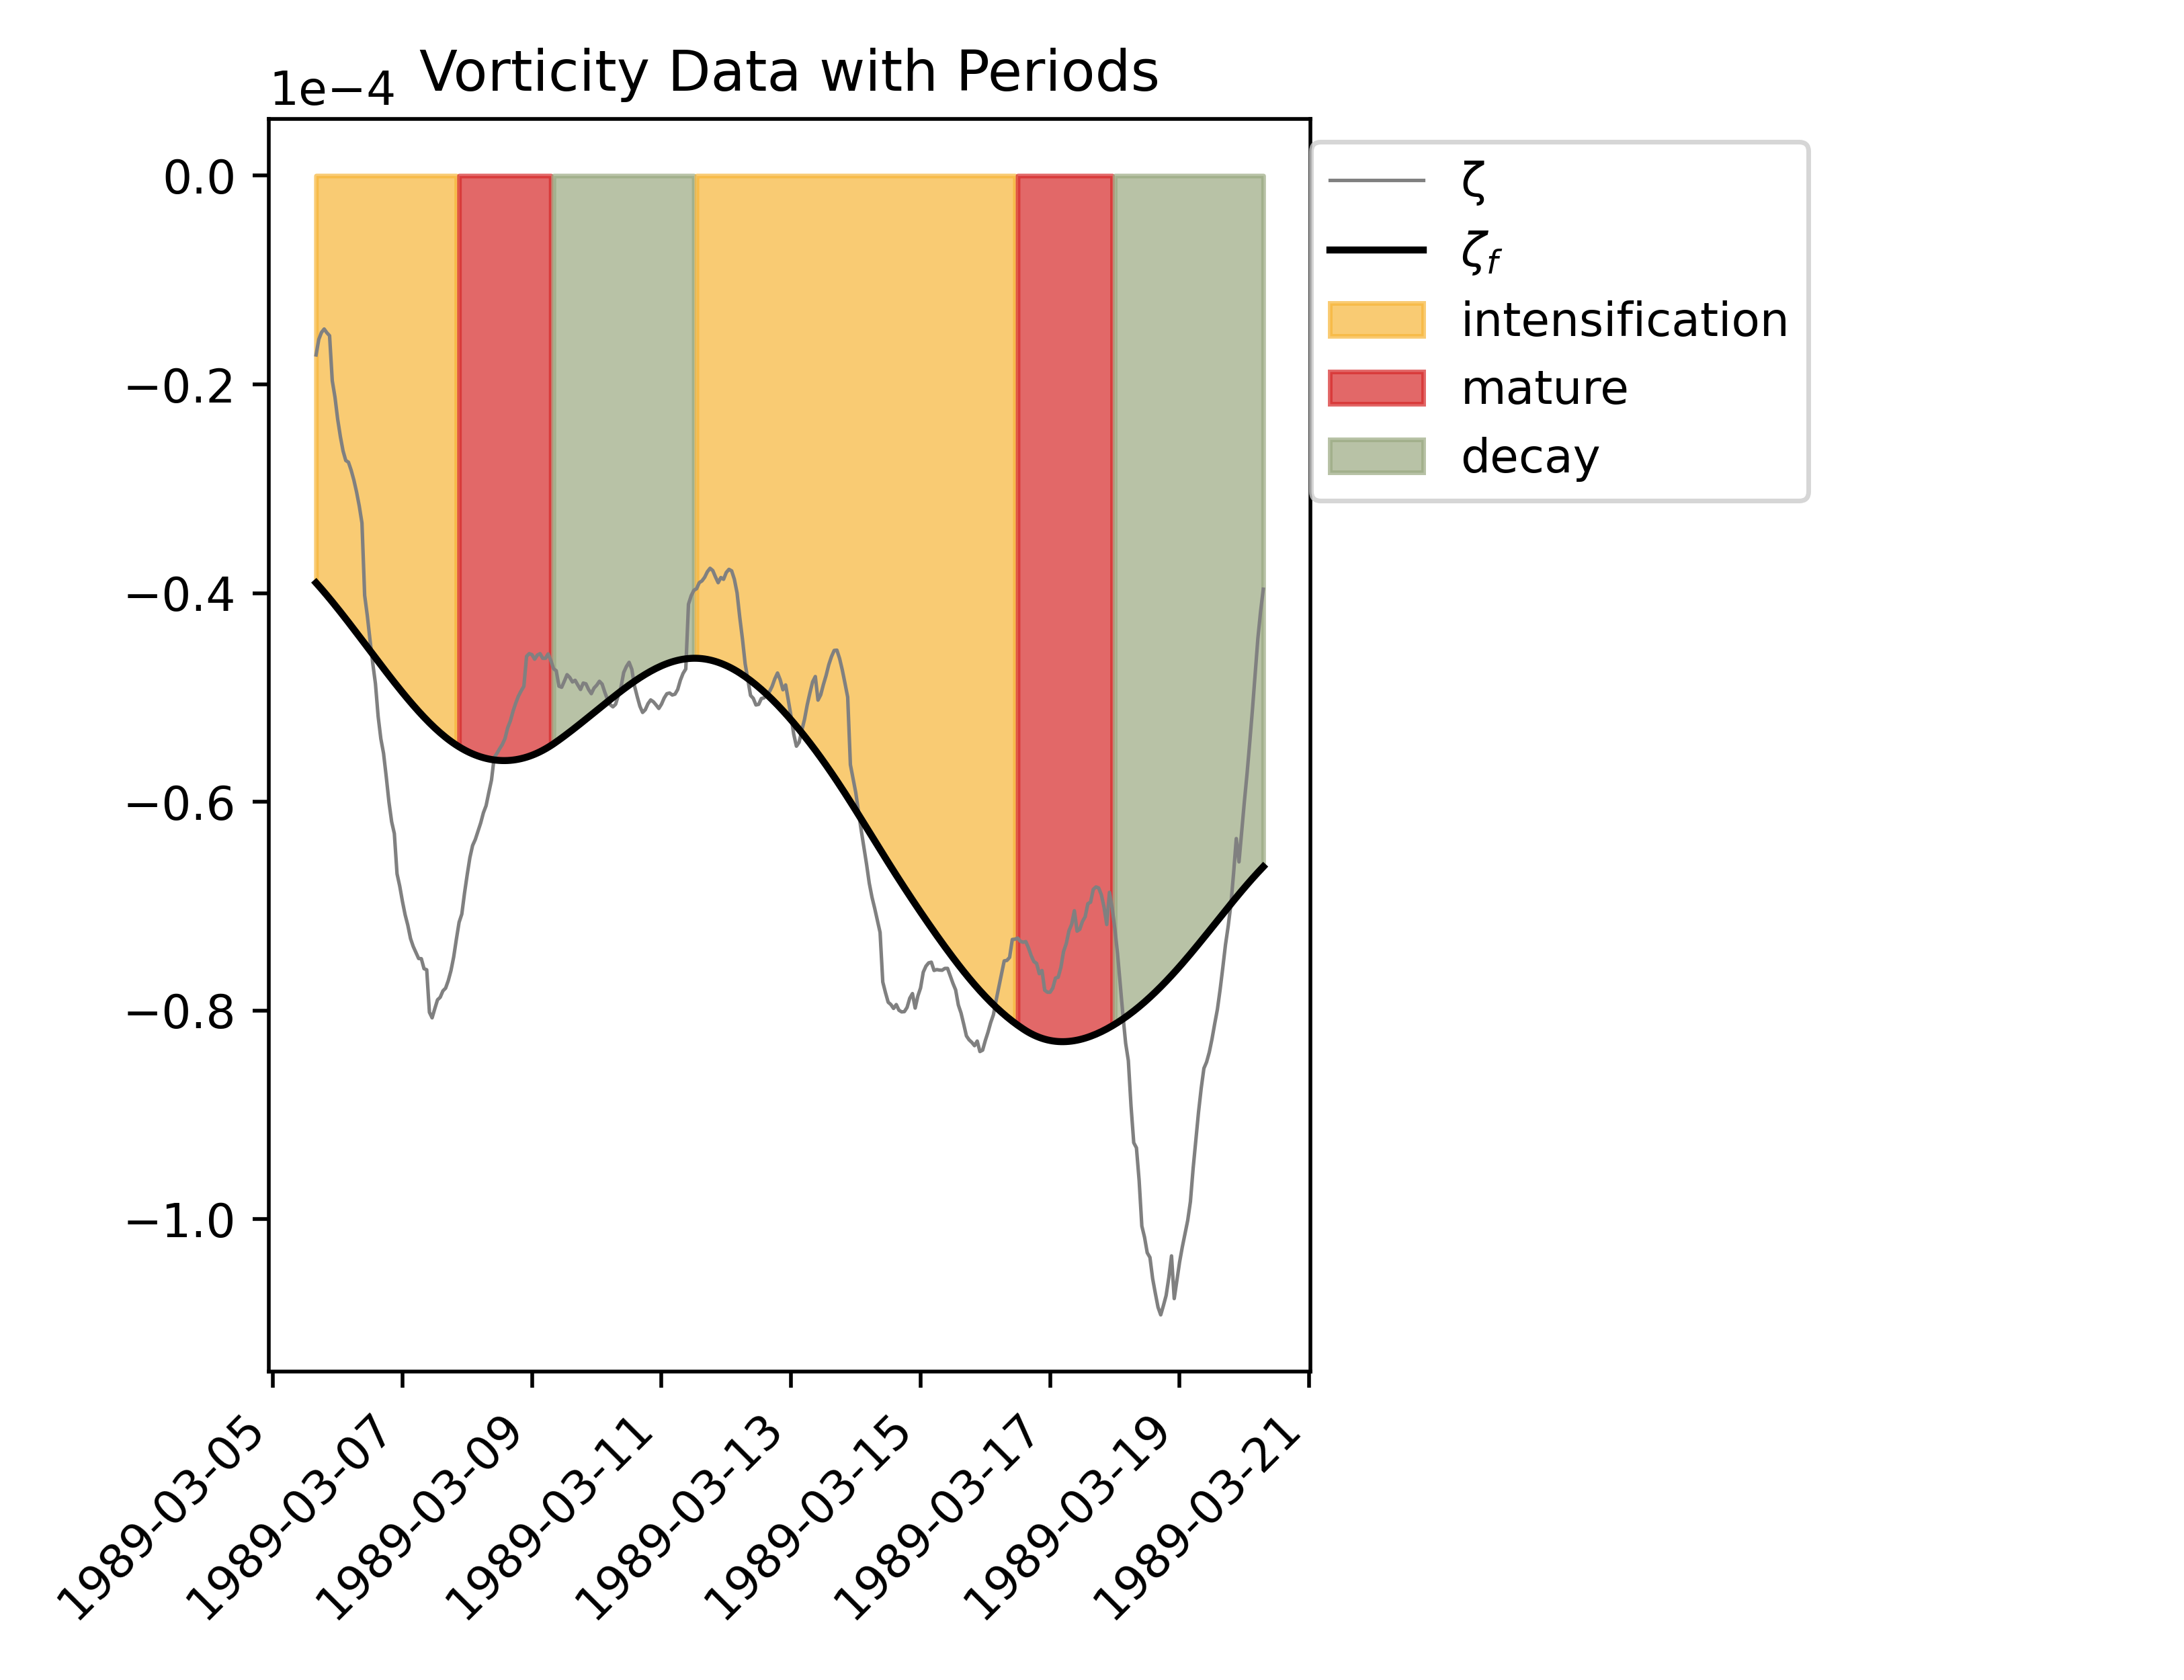 Vorticity Data with Periods
1e−4
0.0
−0.2
−0.4
−0.6
−0.8
−1.0
1989-03-05
1989-03-07
1989-03-09
1989-03-11
1989-03-13
1989-03-15
1989-03-17
1989-03-19
1989-03-21
ζ
ζf
intensification
mature
decay